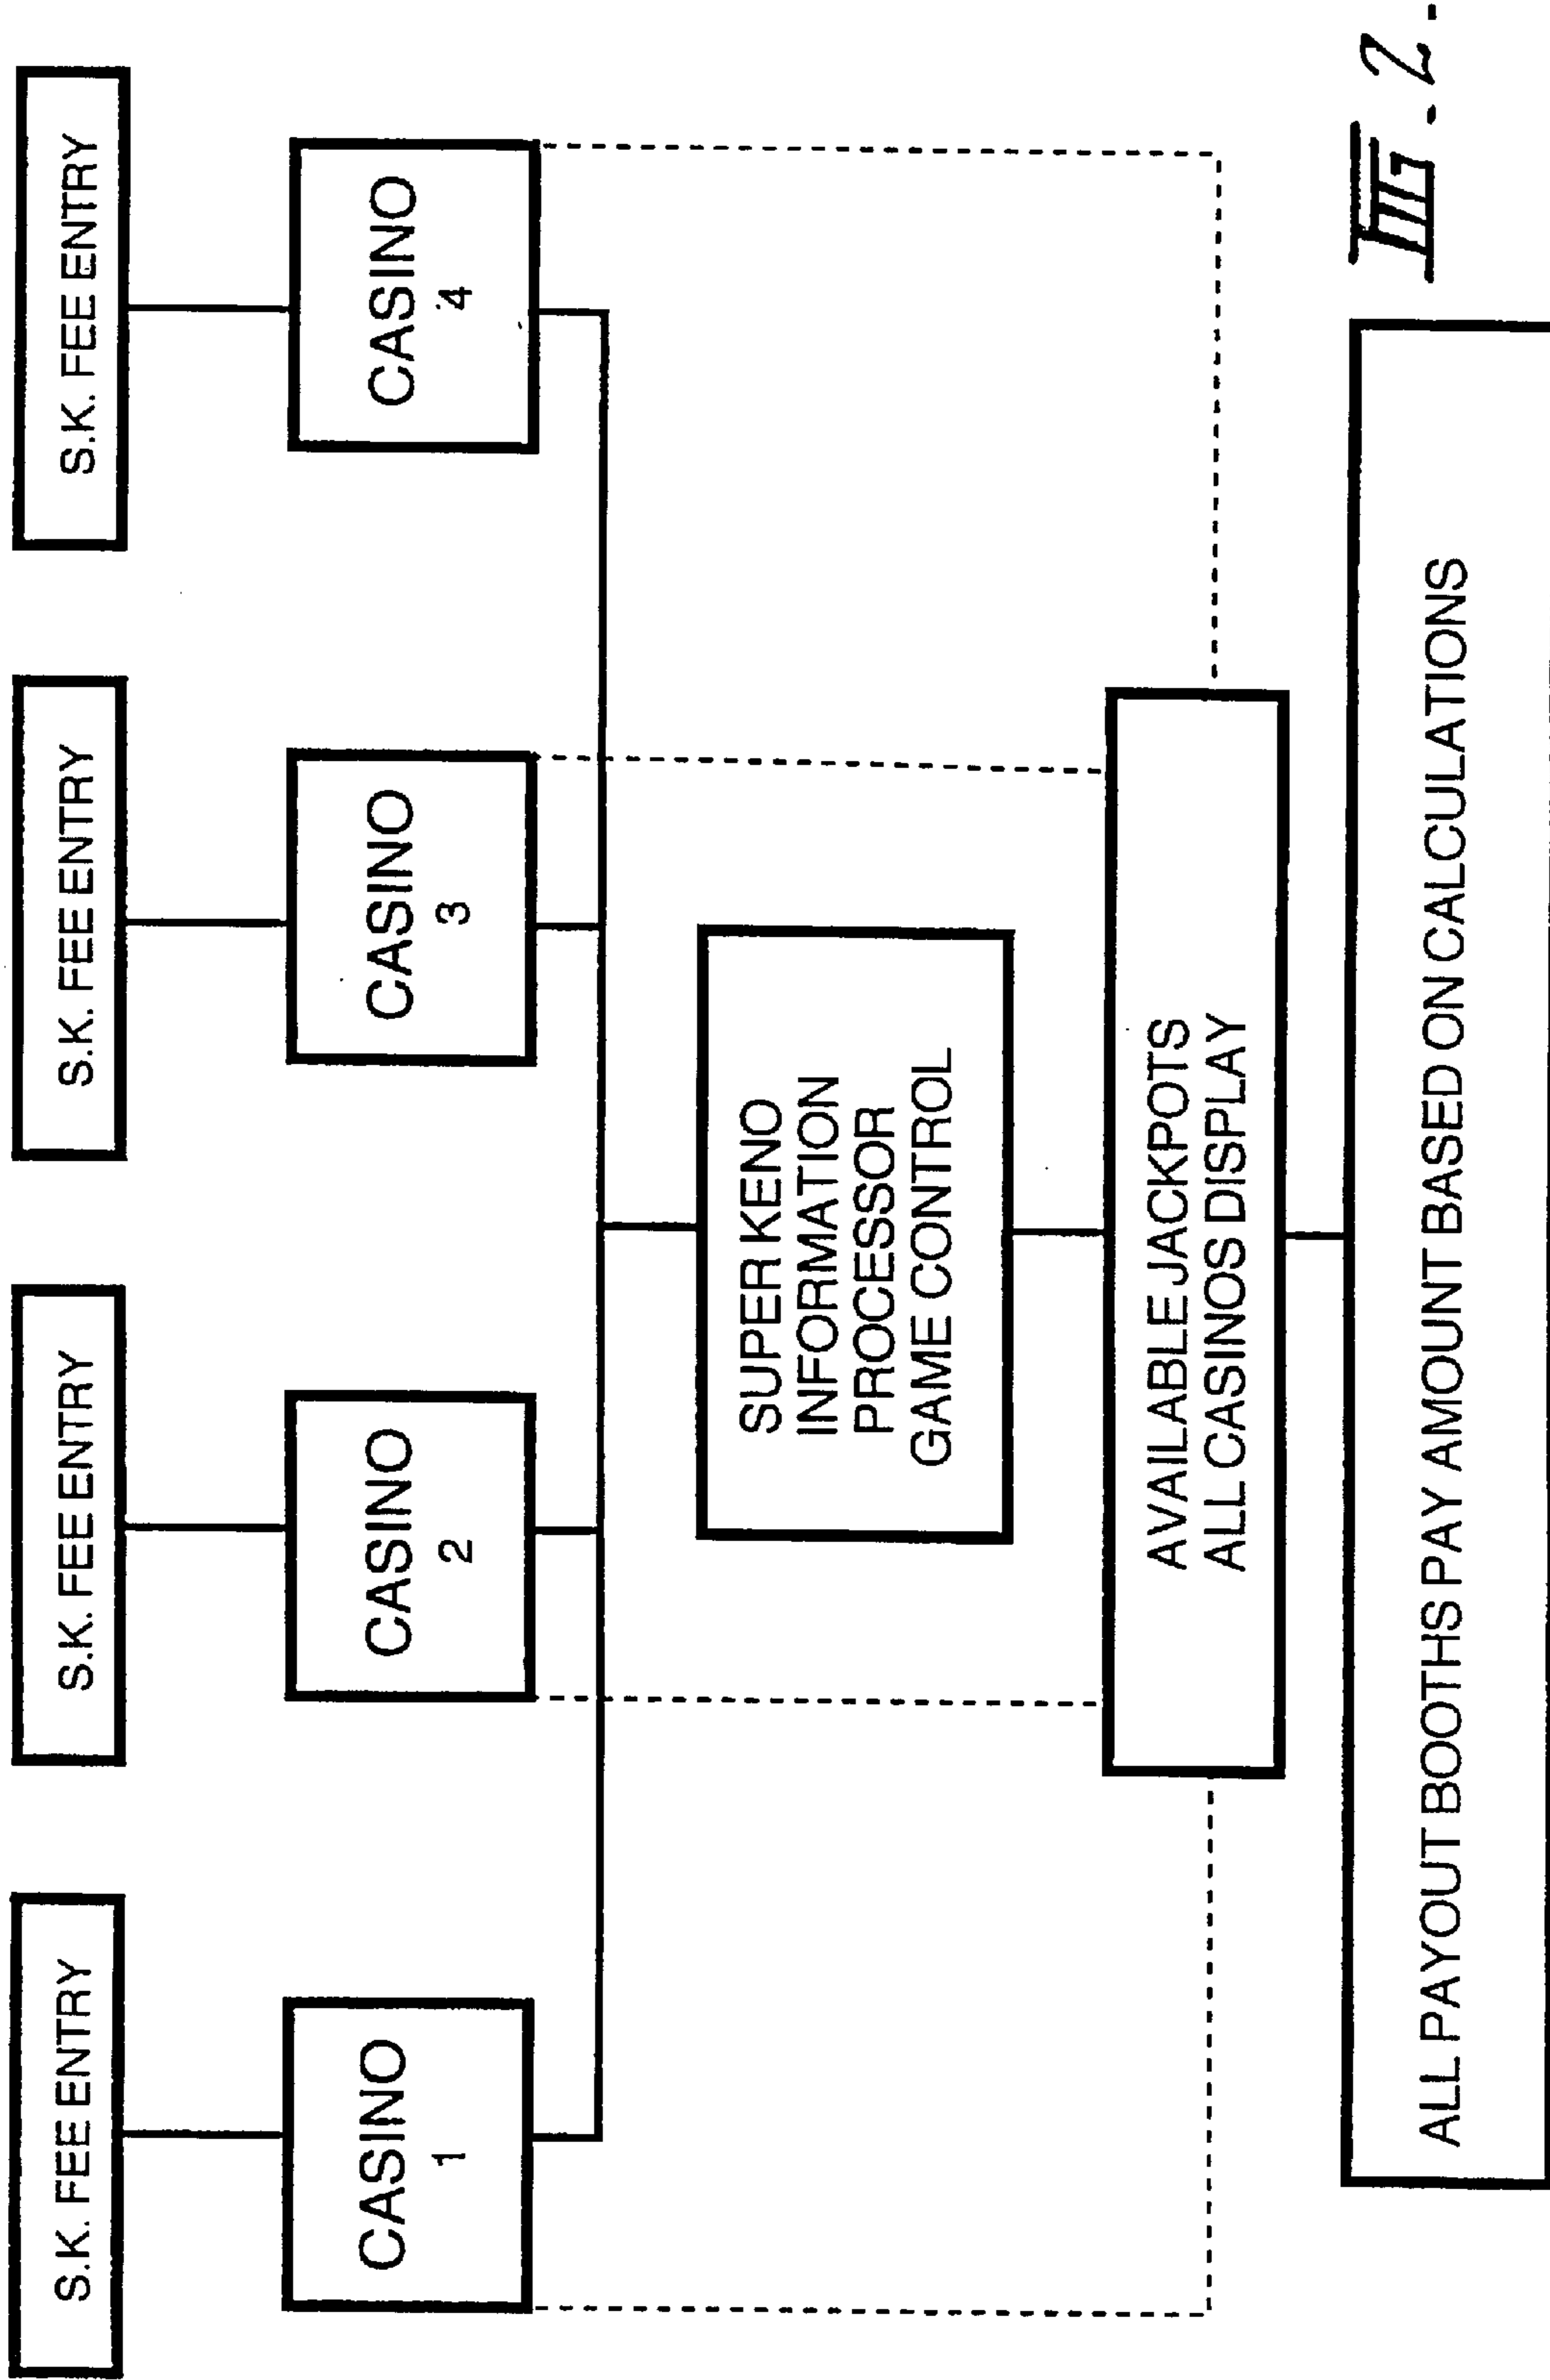 S.K. FEE ENTRY
S.K. FEE ENTRY
S.K. FEE ENTRY
S.K. FEE ENTRY
CASINO
1
CASINO
2
CASINO
3
CASINO
4
SUPER KENO
INFORMATION
PROCESSOR
GAME CONTROL
AVAILABLE JACKPOTS
ALL CASINOS DISPLAY
ALL PAYOUT BOOTHS PAY AMOUNT BASED ON CALCULATIONS
2